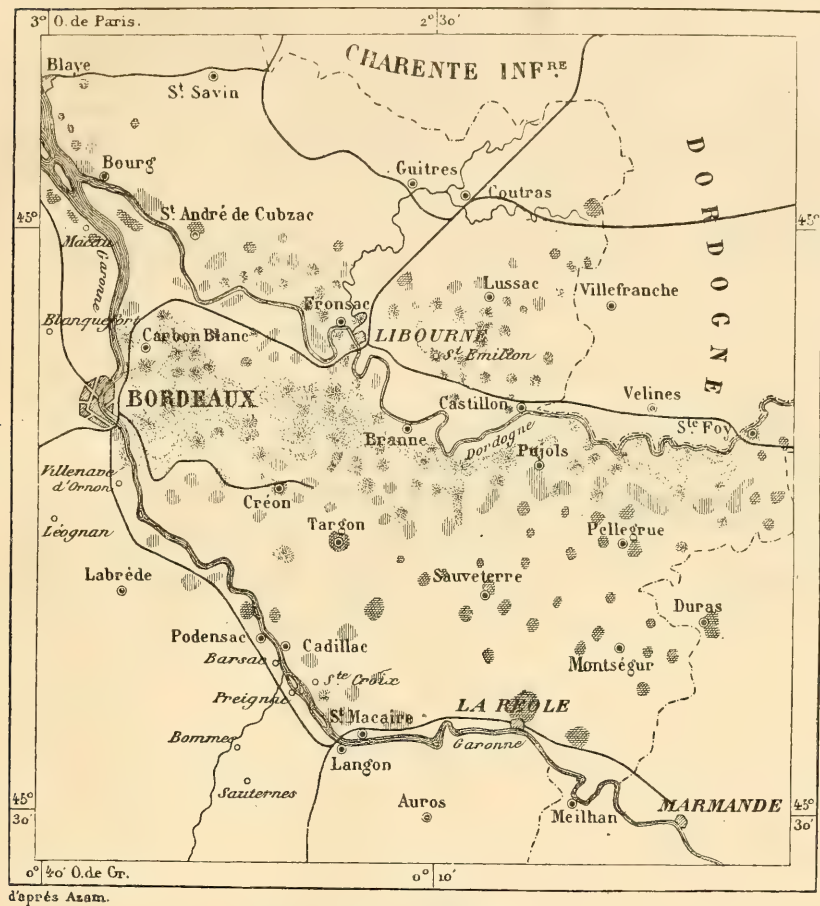 3° O. de Paris.
2° 30'
Blaye
St Savin
CHARENTE INFRE
Bourg
Guitres
Coutras
DORDOGNE
45°
45°
St André de Cubzac
Macau
Garonne
Lussac
Villefranche
Fronsac
Blanquefort
Carbon Blanc
LIBOURNE
St Emilion
BORDEAUX
Castillon
Velines
Ste Foy
Branne
Dordogne
Pujols
Villenave
d'Ornon
Créon
Léognan
Targon
Pellegrue
Labrède
Sauveterre
Duras
Podensac
Cadillac
Barsac
Montségur
Ste Croix
Preignac
LA RÉOLE
St Macaire
Bommes
Garonne
Langon
Sauternes
Auros
Meilhan
MARMANDE
45°
30'
45°
30'
0° 40' O. de Gr.
0° 10'
d'après Azam.